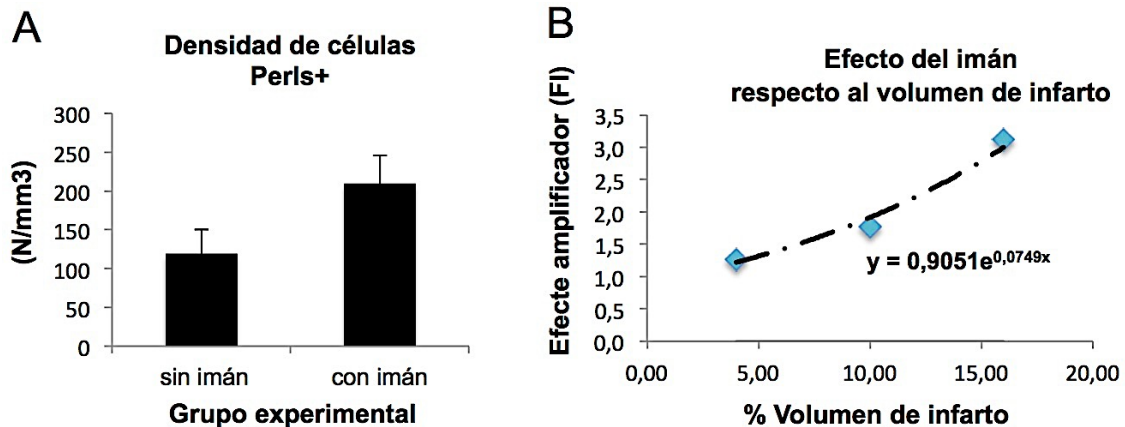 A
Densidad de células
Perls+
(N/mm3)
300
250
200
150
100
50
0
sin imán
con imán
Grupo experimental
B
Efecto del imán
respecto al volumen de infarto
Efecte amplificador (FI)
3,5
3,0
2,5
2,0
1,5
1,0
0,5
0,0
y = 0,9051e^0,0749x
0,00
5,00
10,00
15,00
20,00
% Volumen de infarto